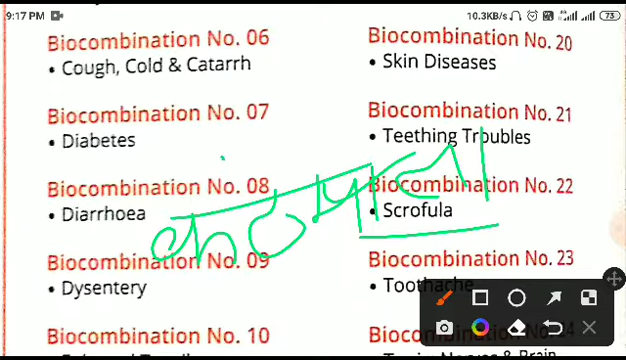 9:17 PM
10.3KB/s
73
Biocombination No. 06
• Cough, Cold & Catarrh
Biocombination No. 07
• Diabetes
Biocombination No. 08
• Diarrhoea
Biocombination No. 09
• Dysentery
Biocombination No. 10
Biocombination No. 20
• Skin Diseases
Biocombination No. 21
• Teething Troubles
Biocombination No. 22
• Scrofula
Biocombination No. 23
• Toothache